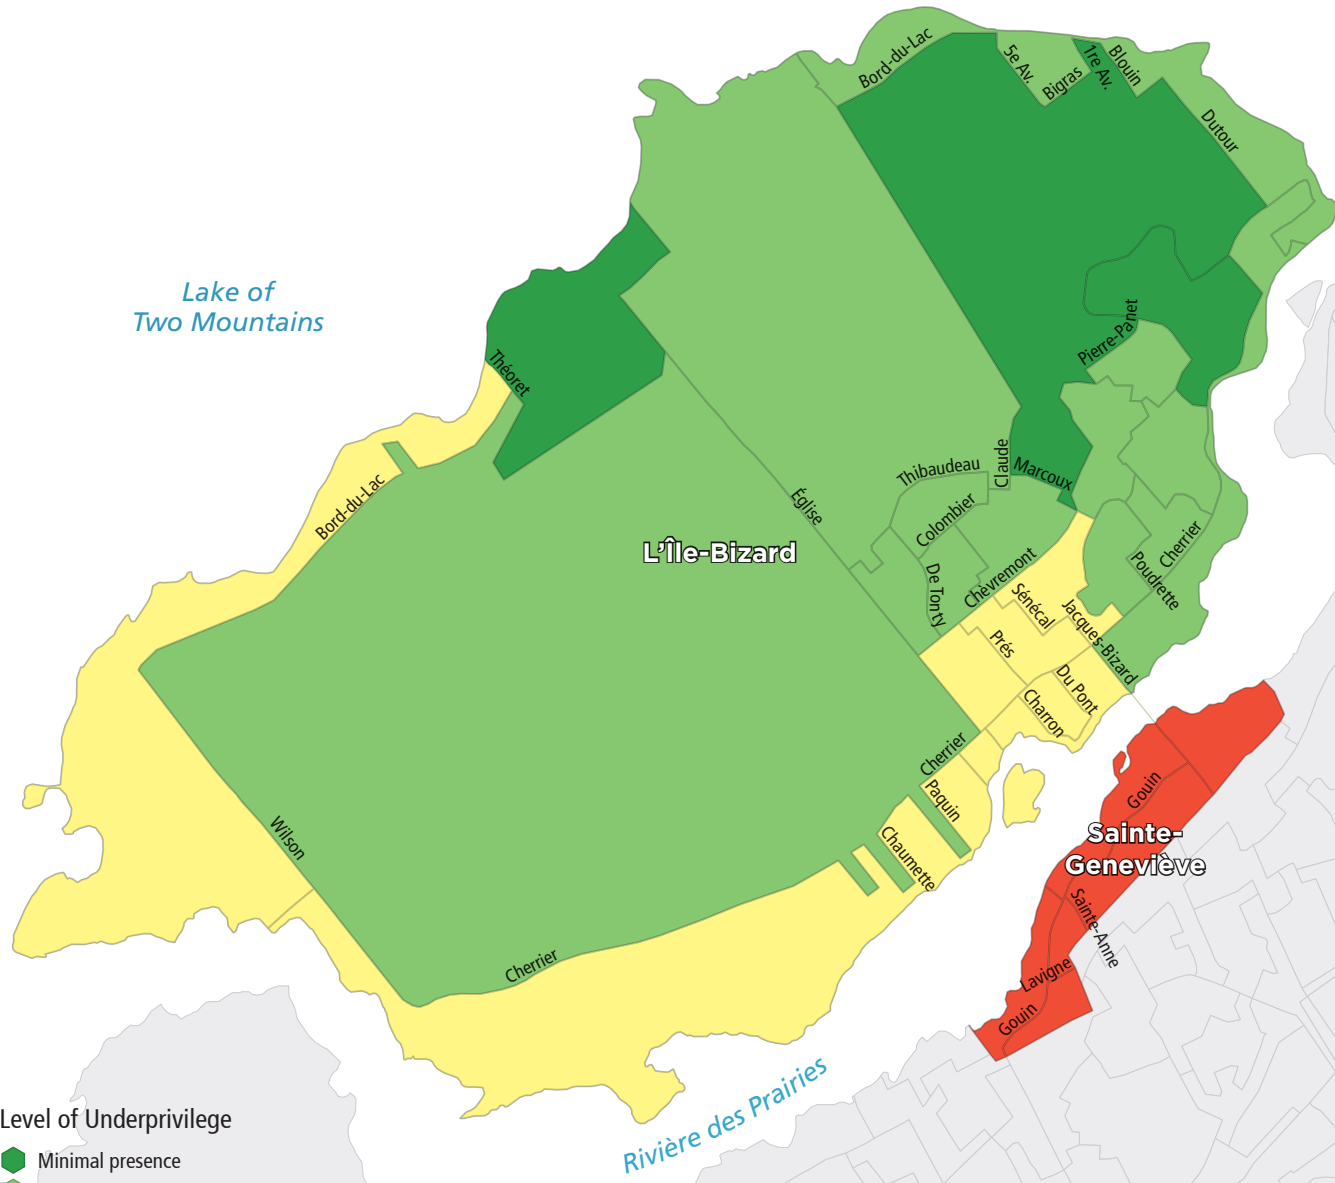 Bord-du-Lac
5e Av.
Bigras
1re Av.
Blouin
Dutour
Lake of
Two Mountains
Pierre-Panet
Théoret
Claude
Marcoux
Thibaudeau
Colombier
Église
Bord-du-Lac
L'Île-Bizard
Cherrier
Poudrette
De Tonty
Chèvremont
Sénécal
Jacques-Bizard
Prés
Du Pont
Charron
Cherrier
Paquin
Gouin
Wilson
Chaumette
Sainte-
Geneviève
Sainte-Anne
Cherrier
Lavigne
Gouin
Rivière des Prairies
Level of Underprivilege
Minimal presence